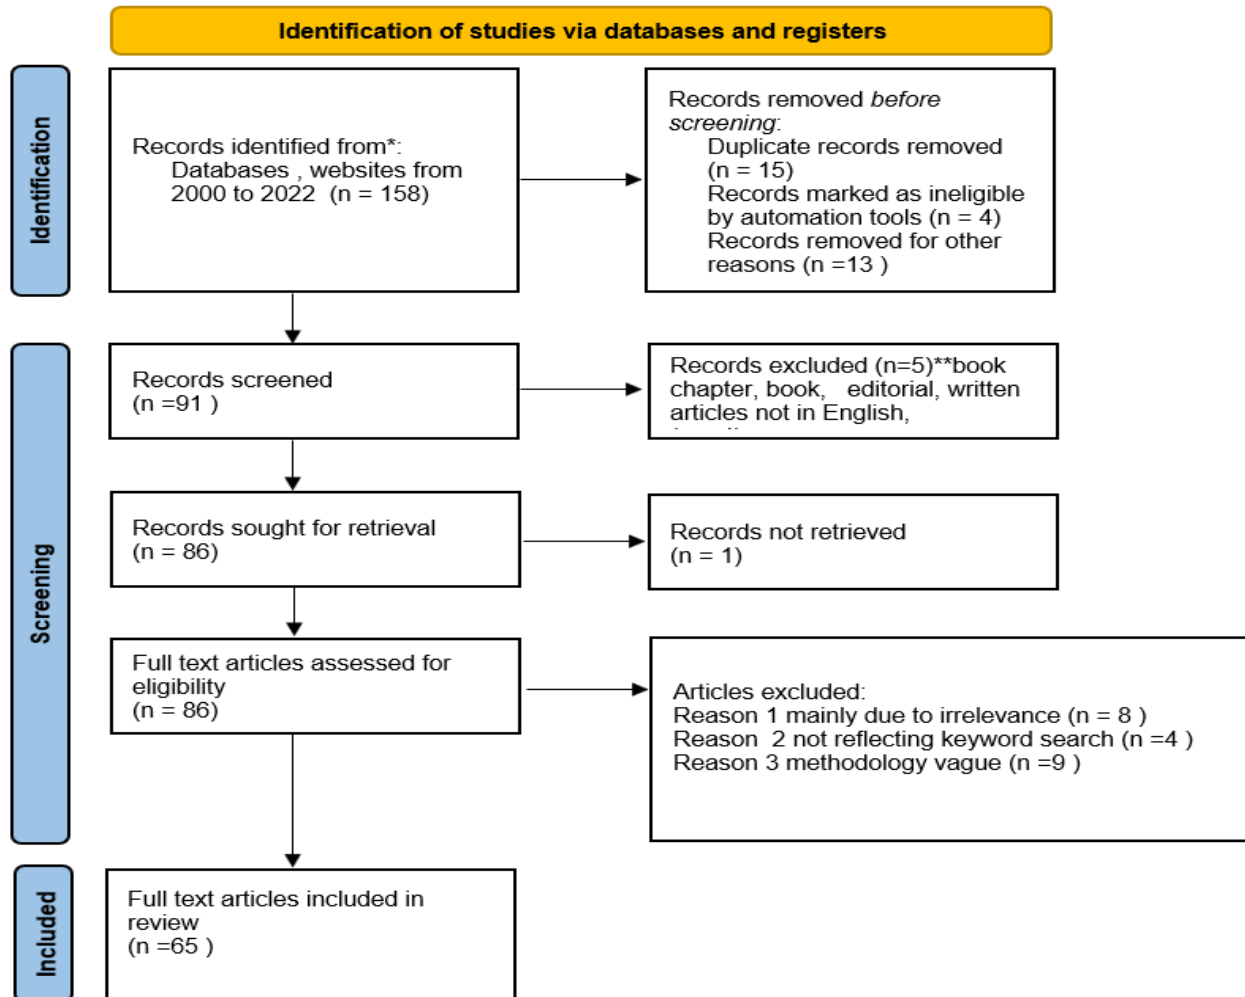 Identification of studies via databases and registers
Identification
Records identified from*:
Databases , websites from
2000 to 2022 (n = 158)
Records removed before
screening:
Duplicate records removed
(n = 15)
Records marked as ineligible
by automation tools (n = 4)
Records removed for other
reasons (n =13 )
Screening
Records screened
(n =91 )
Records excluded (n=5)**book
chapter, book, editorial, written
articles not in English,
Records sought for retrieval
(n = 86)
Records not retrieved
(n = 1)
Full text articles assessed for
eligibility
(n = 86)
Articles excluded:
Reason 1 mainly due to irrelevance (n = 8 )
Reason 2 not reflecting keyword search (n =4 )
Reason 3 methodology vague (n =9 )
Included
Full text articles included in
review
(n =65 )